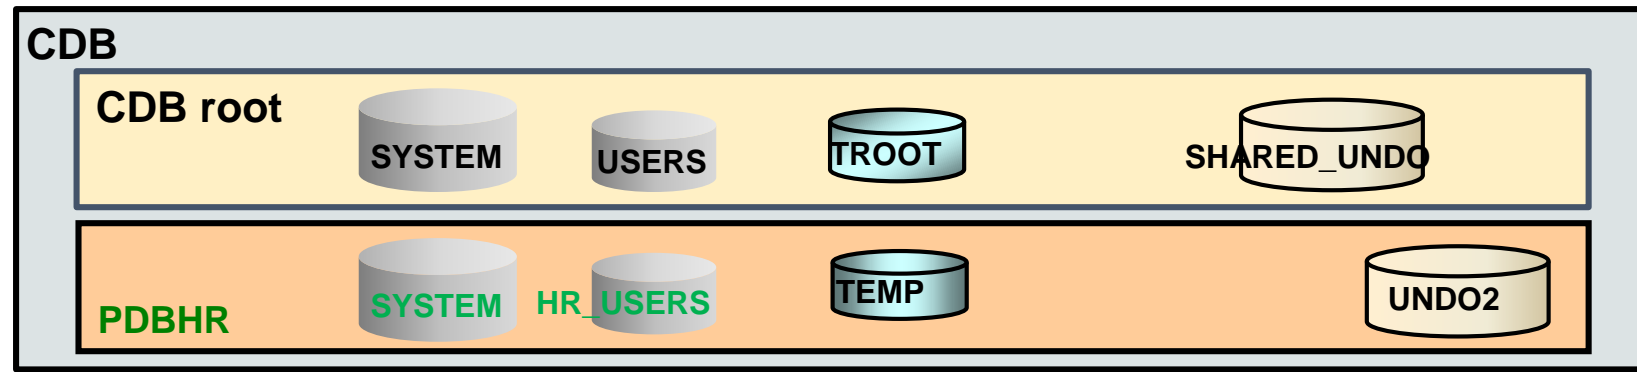 CDB
CDB root
SYSTEM
USERS
TROOT
SHARED_UNDO
PDBHR
SYSTEM
HR_USERS
TEMP
UNDO2